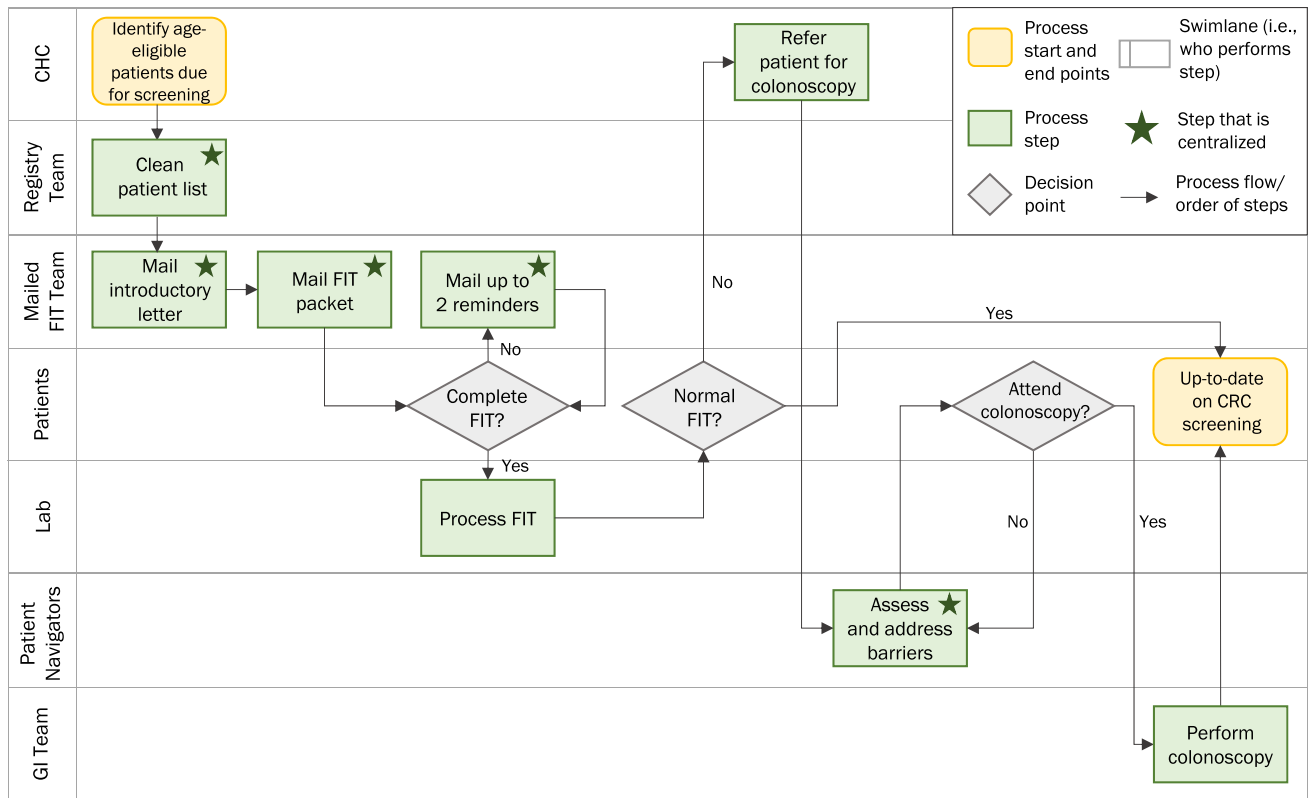 CHC
Identify age-
eligible
patients due
for screening
Refer
patient for
colonoscopy
Process
start and
end points
Swimlane (i.e.,
who performs
step)
Process
step
Step that is
centralized
Decision
point
Process flow/
order of steps
Registry
Team
Clean
patient list
Mailed
FIT Team
Mail
introductory
letter
Mail FIT
packet
Mail up to
2 reminders
No
Yes
No
Patients
Complete
FIT?
Normal
FIT?
Attend
colonoscopy?
Up-to-date
on CRC
screening
Yes
Lab
Process FIT
No
Yes
Patient
Navigators
Assess
and address
barriers
GI Team
Perform
colonoscopy